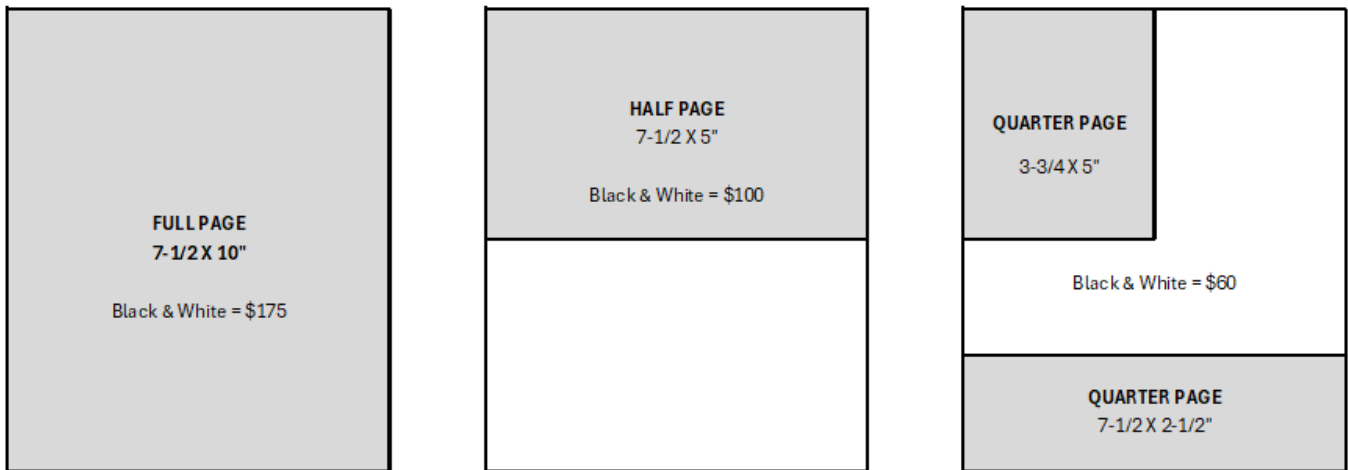 FULL PAGE
7-1/2 X 10"
Black & White = $175
HALF PAGE
7-1/2 X 5"
Black & White = $100
QUARTER PAGE
3-3/4 X 5"
Black & White = $60
QUARTER PAGE
7-1/2 X 2-1/2"